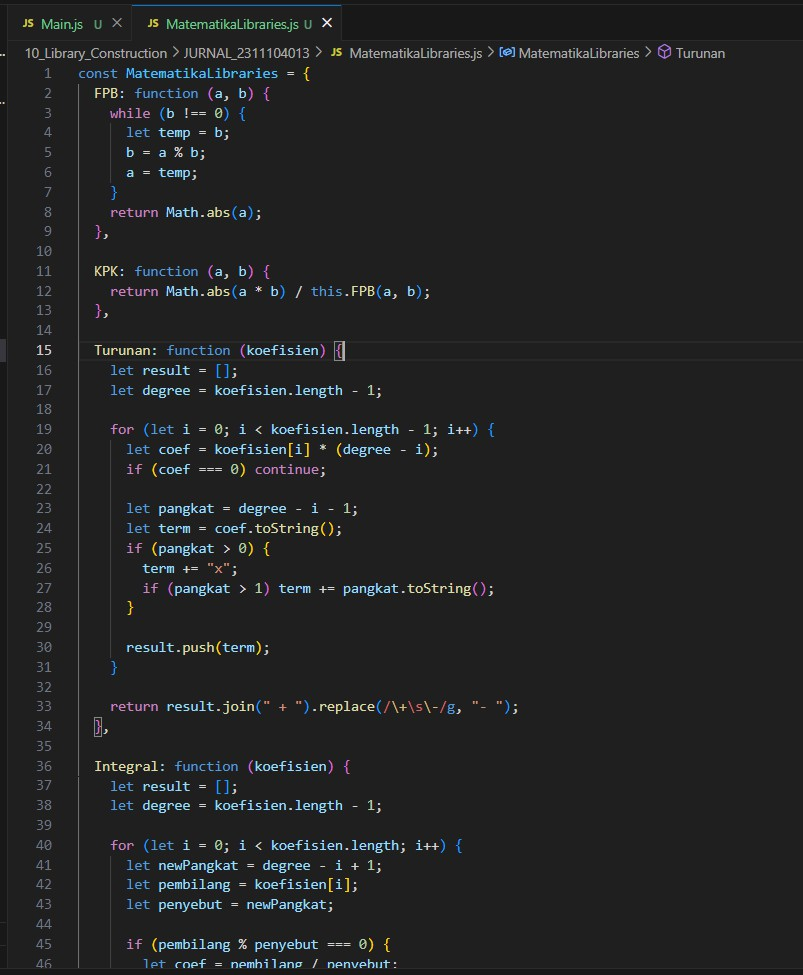 JS Main.js U × JS MatematikaLibraries.js U ×
10_Library_Construction > JURNAL_2311104013 > JS MatematikaLibraries.js > MatematikaLibraries > Turunan
1 const MatematikaLibraries = {
2 FPB: function (a, b) {
3 while (b !== 0) {
4 let temp = b;
5 b = a % b;
6 a = temp;
7 }
8 return Math.abs(a);
9 },
10
11 KPK: function (a, b) {
12 return Math.abs(a * b) / this.FPB(a, b);
13 },
14
15 Turunan: function (koefisien) {
16 let result = [];
17 let degree = koefisien.length - 1;
18
19 for (let i = 0; i < koefisien.length - 1; i++) {
20 let coef = koefisien[i] * (degree - i);
21 if (coef === 0) continue;
22
23 let pangkat = degree - i - 1;
24 let term = coef.toString();
25 if (pangkat > 0) {
26 term += "x";
27 if (pangkat > 1) term += pangkat.toString();
28 }
29
30 result.push(term);
31 }
32
33 return result.join(" + ").replace(/\+\s\-/g, "- ");
34 },
35
36 Integral: function (koefisien) {
37 let result = [];
38 let degree = koefisien.length - 1;
39
40 for (let i = 0; i < koefisien.length; i++) {
41 let newPangkat = degree - i + 1;
42 let pembilang = koefisien[i];
43 let penyebut = newPangkat;
44
45 if (pembilang % penyebut === 0) {
46 let coef = pembilang / penyebut;